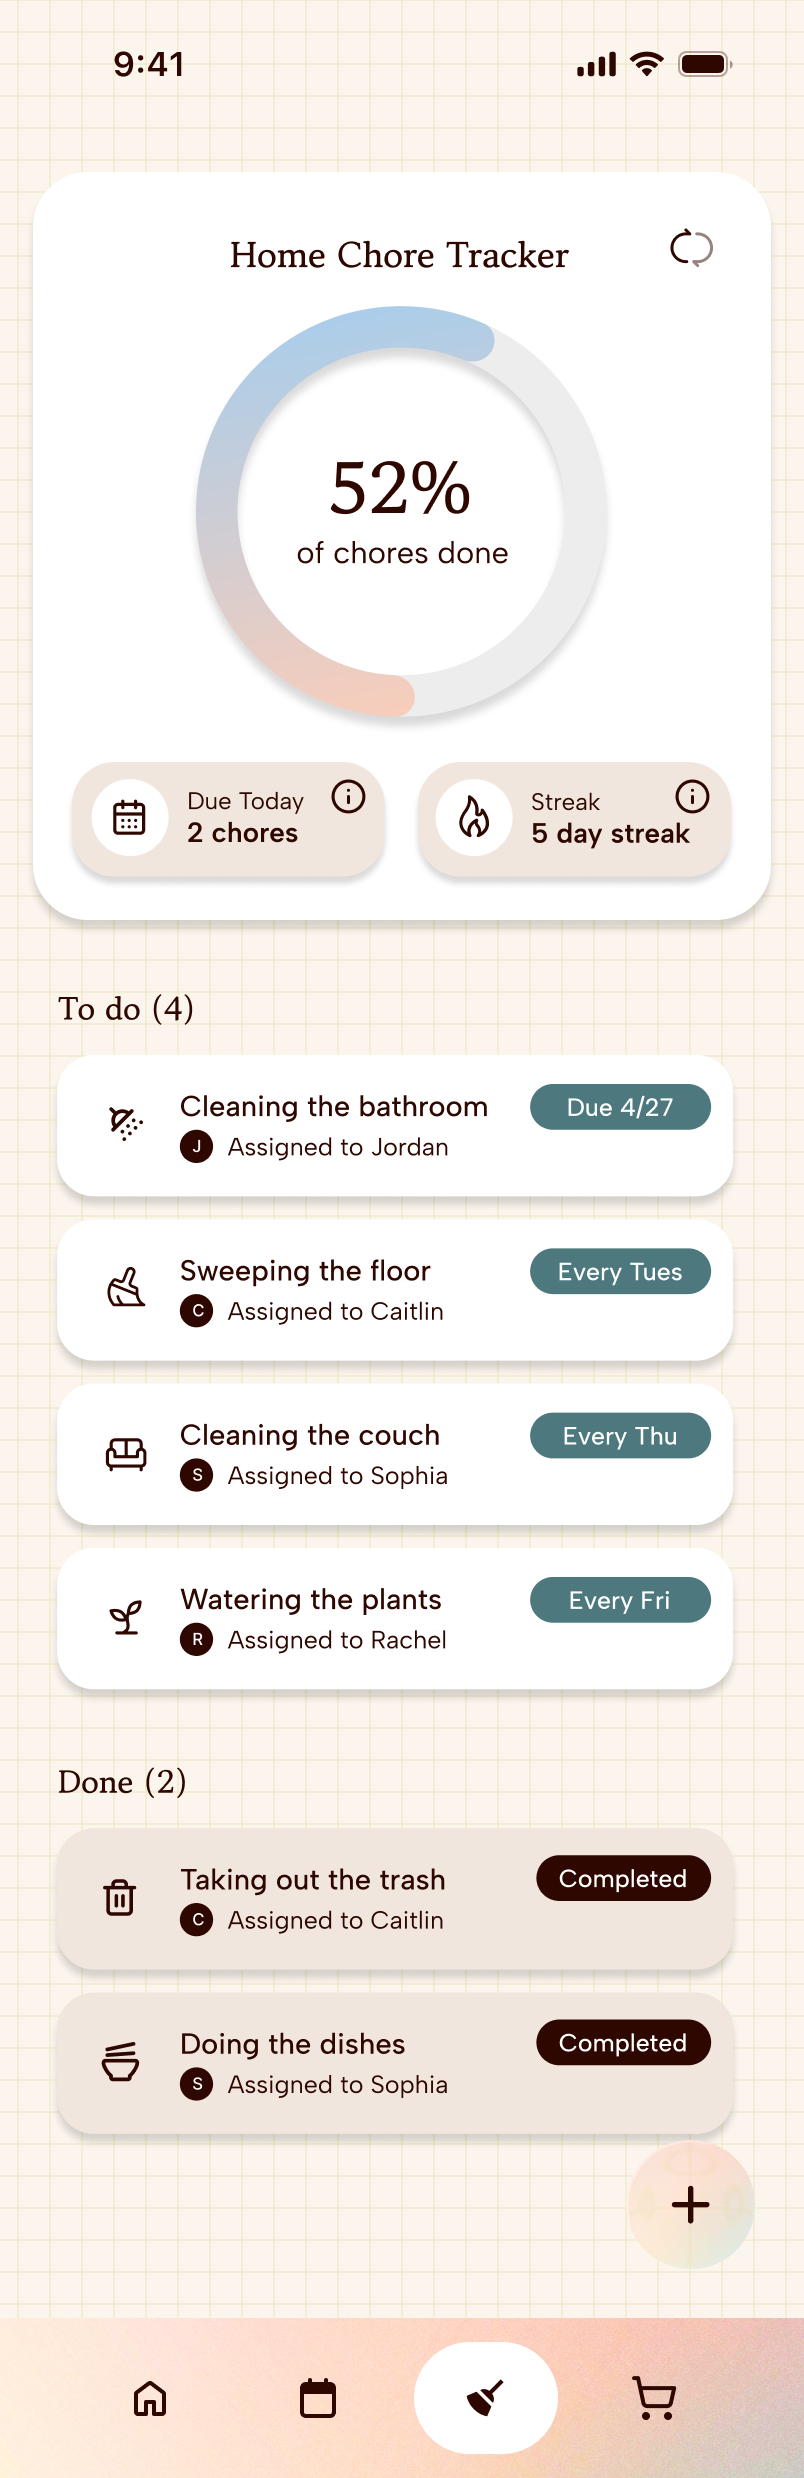 9:41
Home Chore Tracker
52%
of chores done
Due Today
2 chores
Streak
5 day streak
To do (4)
Cleaning the bathroom
Due 4/27
J Assigned to Jordan
Sweeping the floor
Every Tues
C Assigned to Caitlin
Cleaning the couch
Every Thu
S Assigned to Sophia
Watering the plants
Every Fri
R Assigned to Rachel
Done (2)
Taking out the trash
Completed
C Assigned to Caitlin
Doing the dishes
Completed
S Assigned to Sophia